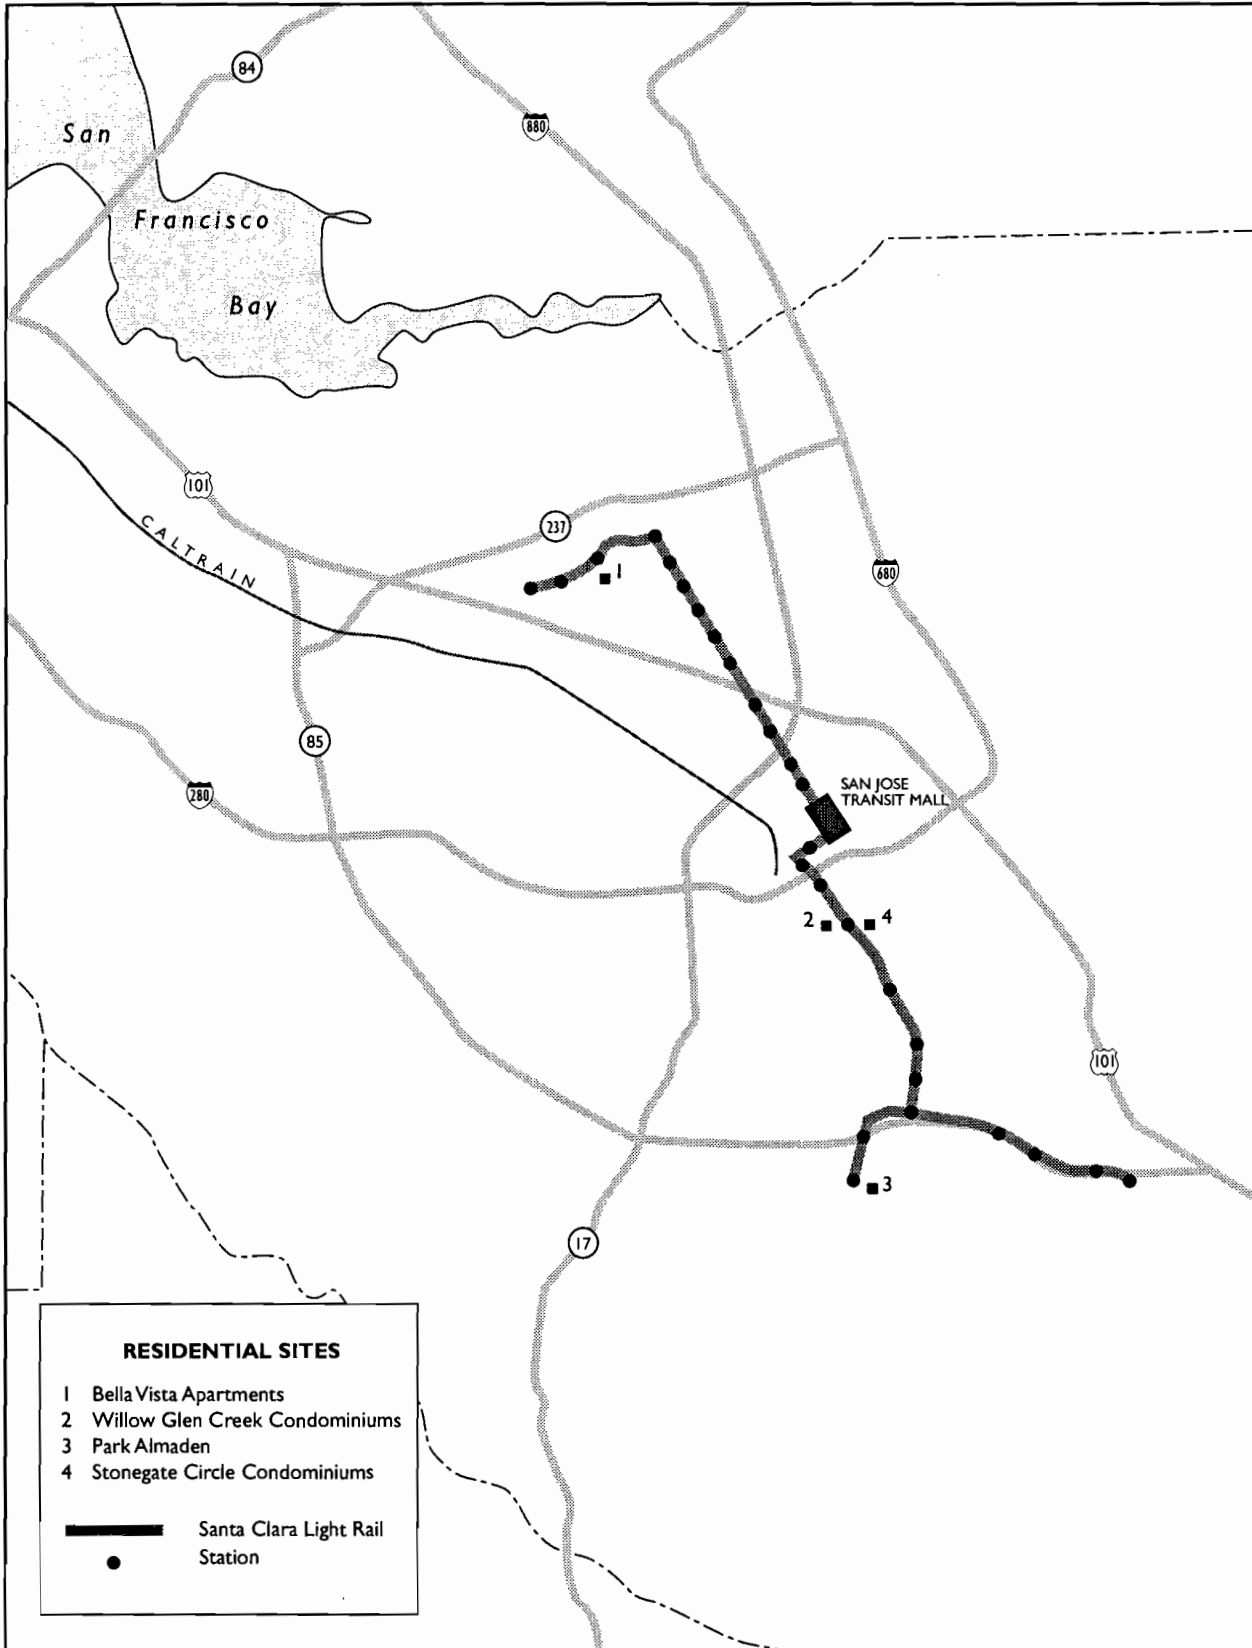 84
San
880
Francisco
Bay
101
CALTRAIN
237
1
680
85
280
SAN JOSE
TRANSIT MALL
2
4
101
3
17
RESIDENTIAL SITES
1 Bella Vista Apartments
2 Willow Glen Creek Condominiums
3 Park Almaden
4 Stonegate Circle Condominiums
Santa Clara Light Rail
Station